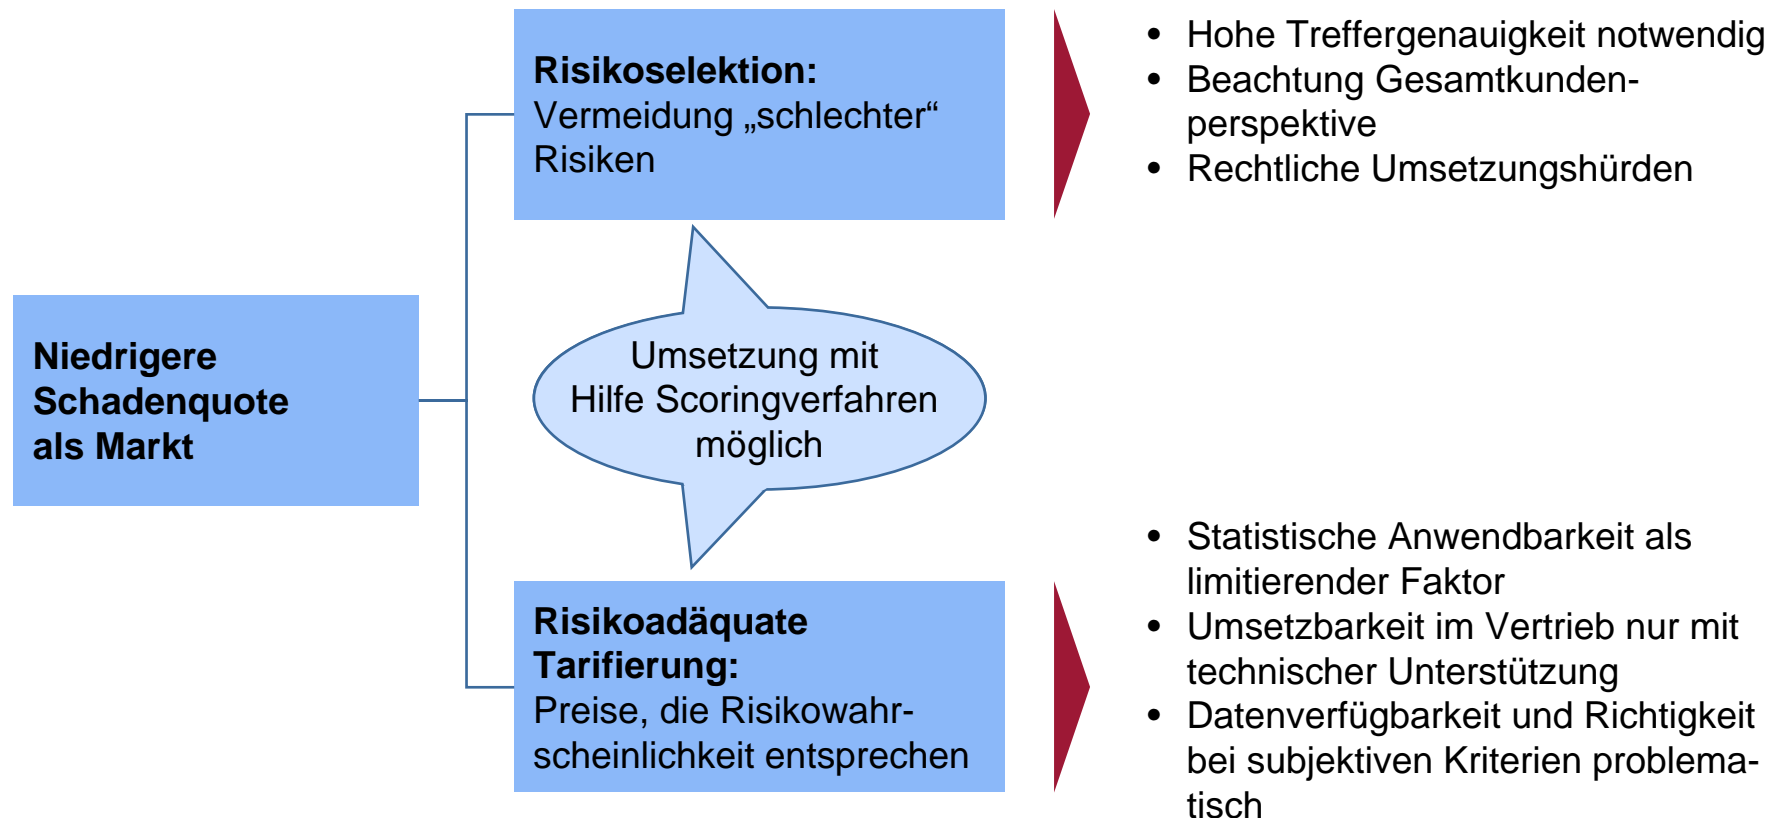 Risikoselektion:
Vermeidung „schlechter“
Risiken
• Hohe Treffergenauigkeit notwendig
• Beachtung Gesamtkunden-
perspektive
• Rechtliche Umsetzungshürden
Niedrigere
Schadenquote
als Markt
Umsetzung mit
Hilfe Scoringverfahren
möglich
Risikoadäquate
Tarifierung:
Preise, die Risikowahr-
scheinlichkeit entsprechen
• Statistische Anwendbarkeit als
limitierender Faktor
• Umsetzbarkeit im Vertrieb nur mit
technischer Unterstützung
• Datenverfügbarkeit und Richtigkeit
bei subjektiven Kriterien problema-
tisch